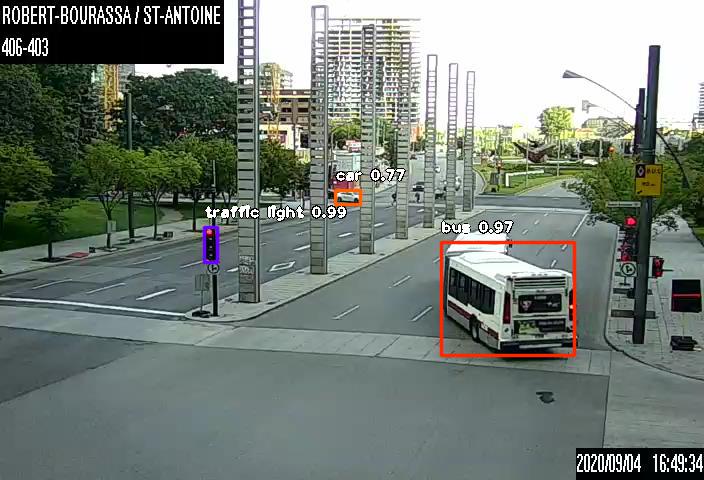 ROBERT-BOURASSA / ST-ANTOINE
406-403
car 0.77
traffic light 0.99
bus 0.97
BUS
2020/09/04 16:49:34